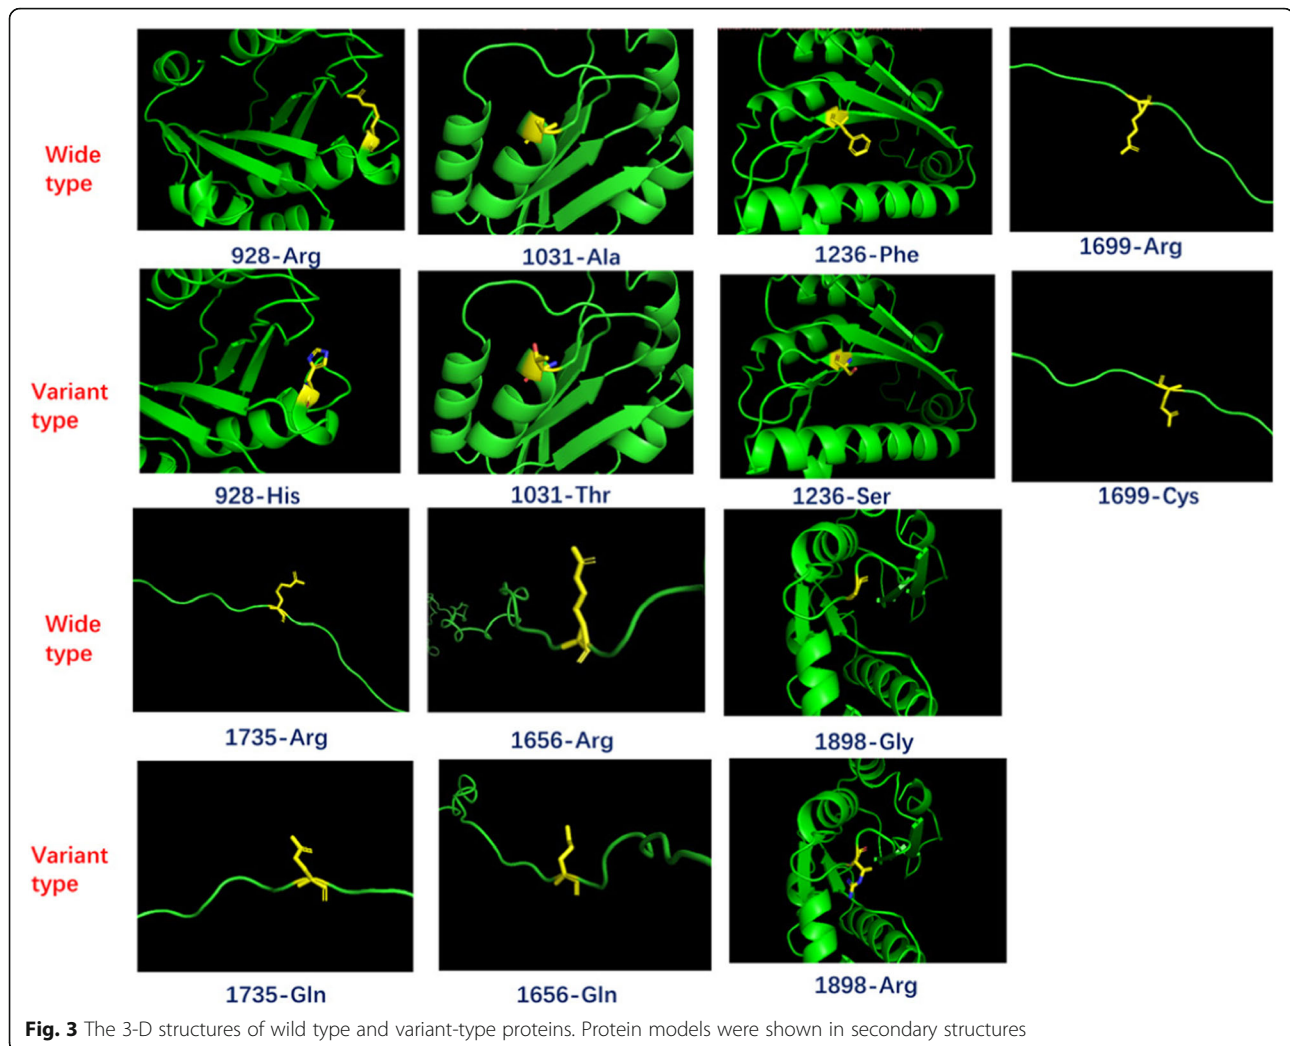 Wide
type
928-Arg
1031-Ala
1236-Phe
1699-Arg
Variant
type
928-His
1031-Thr
1236-Ser
1699-Cys
Wide
type
1735-Arg
1656-Arg
1898-Gly
Variant
type
1735-Gln
1656-Gln
1898-Arg
Fig. 3 The 3-D structures of wild type and variant-type proteins. Protein models were shown in secondary structures